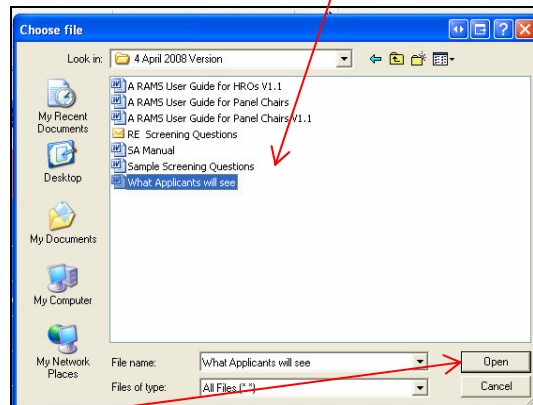 Choose file
Look in: 4 April 2008 Version
My Recent Documents
Desktop
My Documents
My Computer
My Network Places
A RAMS User Guide for HROs V1.1
A RAMS User Guide for Panel Chairs
A RAMS User Guide for Panel Chairs V1.1
RE Screening Questions
SA Manual
Sample Screening Questions
What Applicants will see
File name: What Applicants will see Open
Files of type: All Files (*.*) Cancel